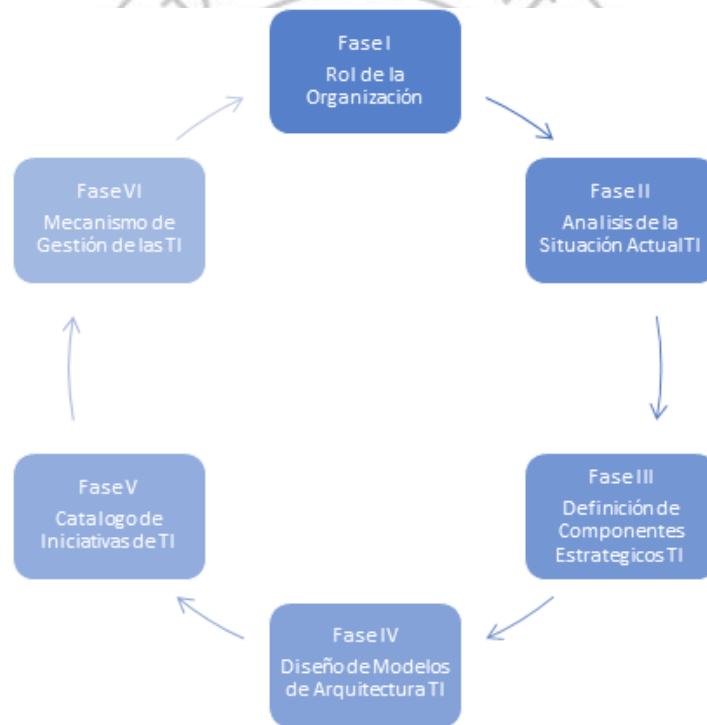 Fase I
Rol de la
Organización
Fase II
Analisis de la
Situación Actual TI
Fase III
Definición de
Componentes
Estrategicos TI
Fase IV
Diseño de Modelos
de Arquitectura TI
Fase V
Catalogo de
Iniciativas de TI
Fase VI
Mecanismo de
Gestión de las TI